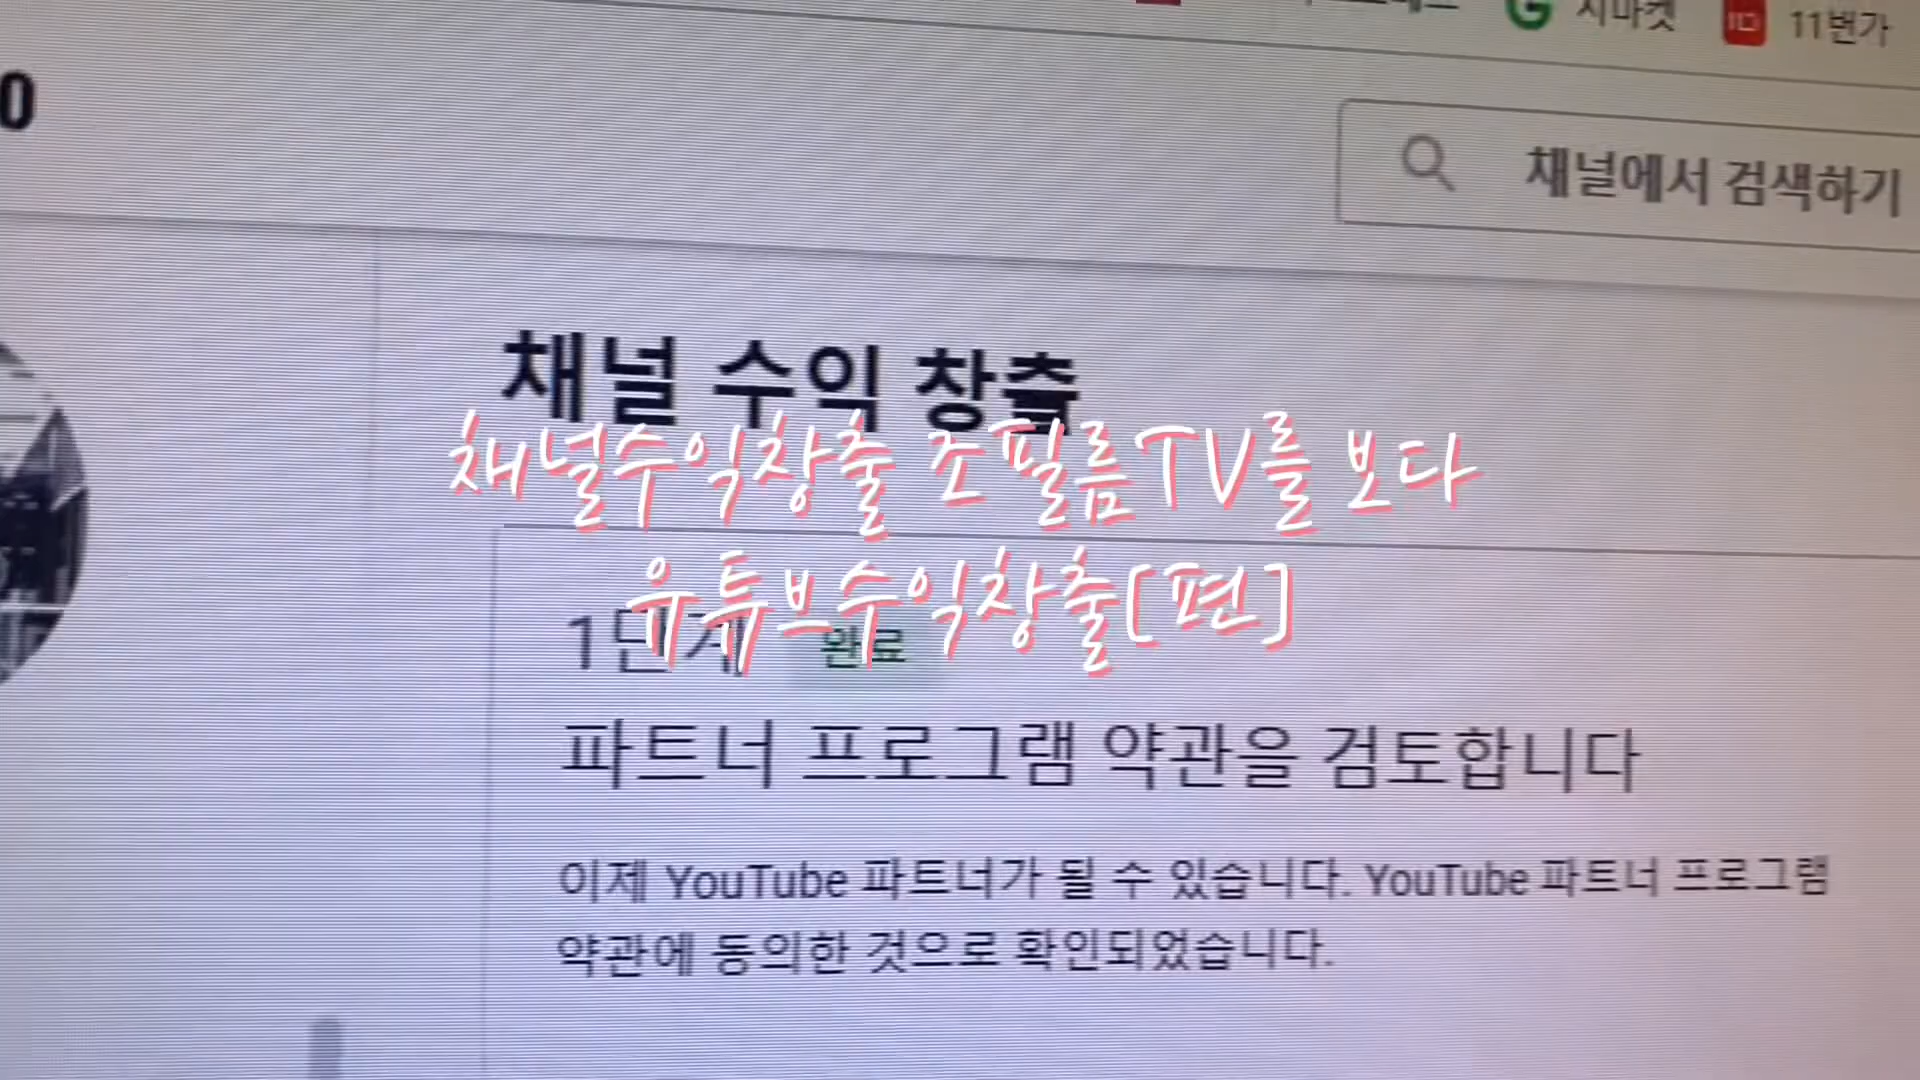 지마켓
11번가
채널에서 검색하기
채널 수익 창출
채널수익창출 조필름TV를 보다
유튜브수익창출[편]
1단계 완료
파트너 프로그램 약관을 검토합니다
이제 YouTube 파트너가 될 수 있습니다. YouTube 파트너 프로그램
약관에 동의한 것으로 확인되었습니다.